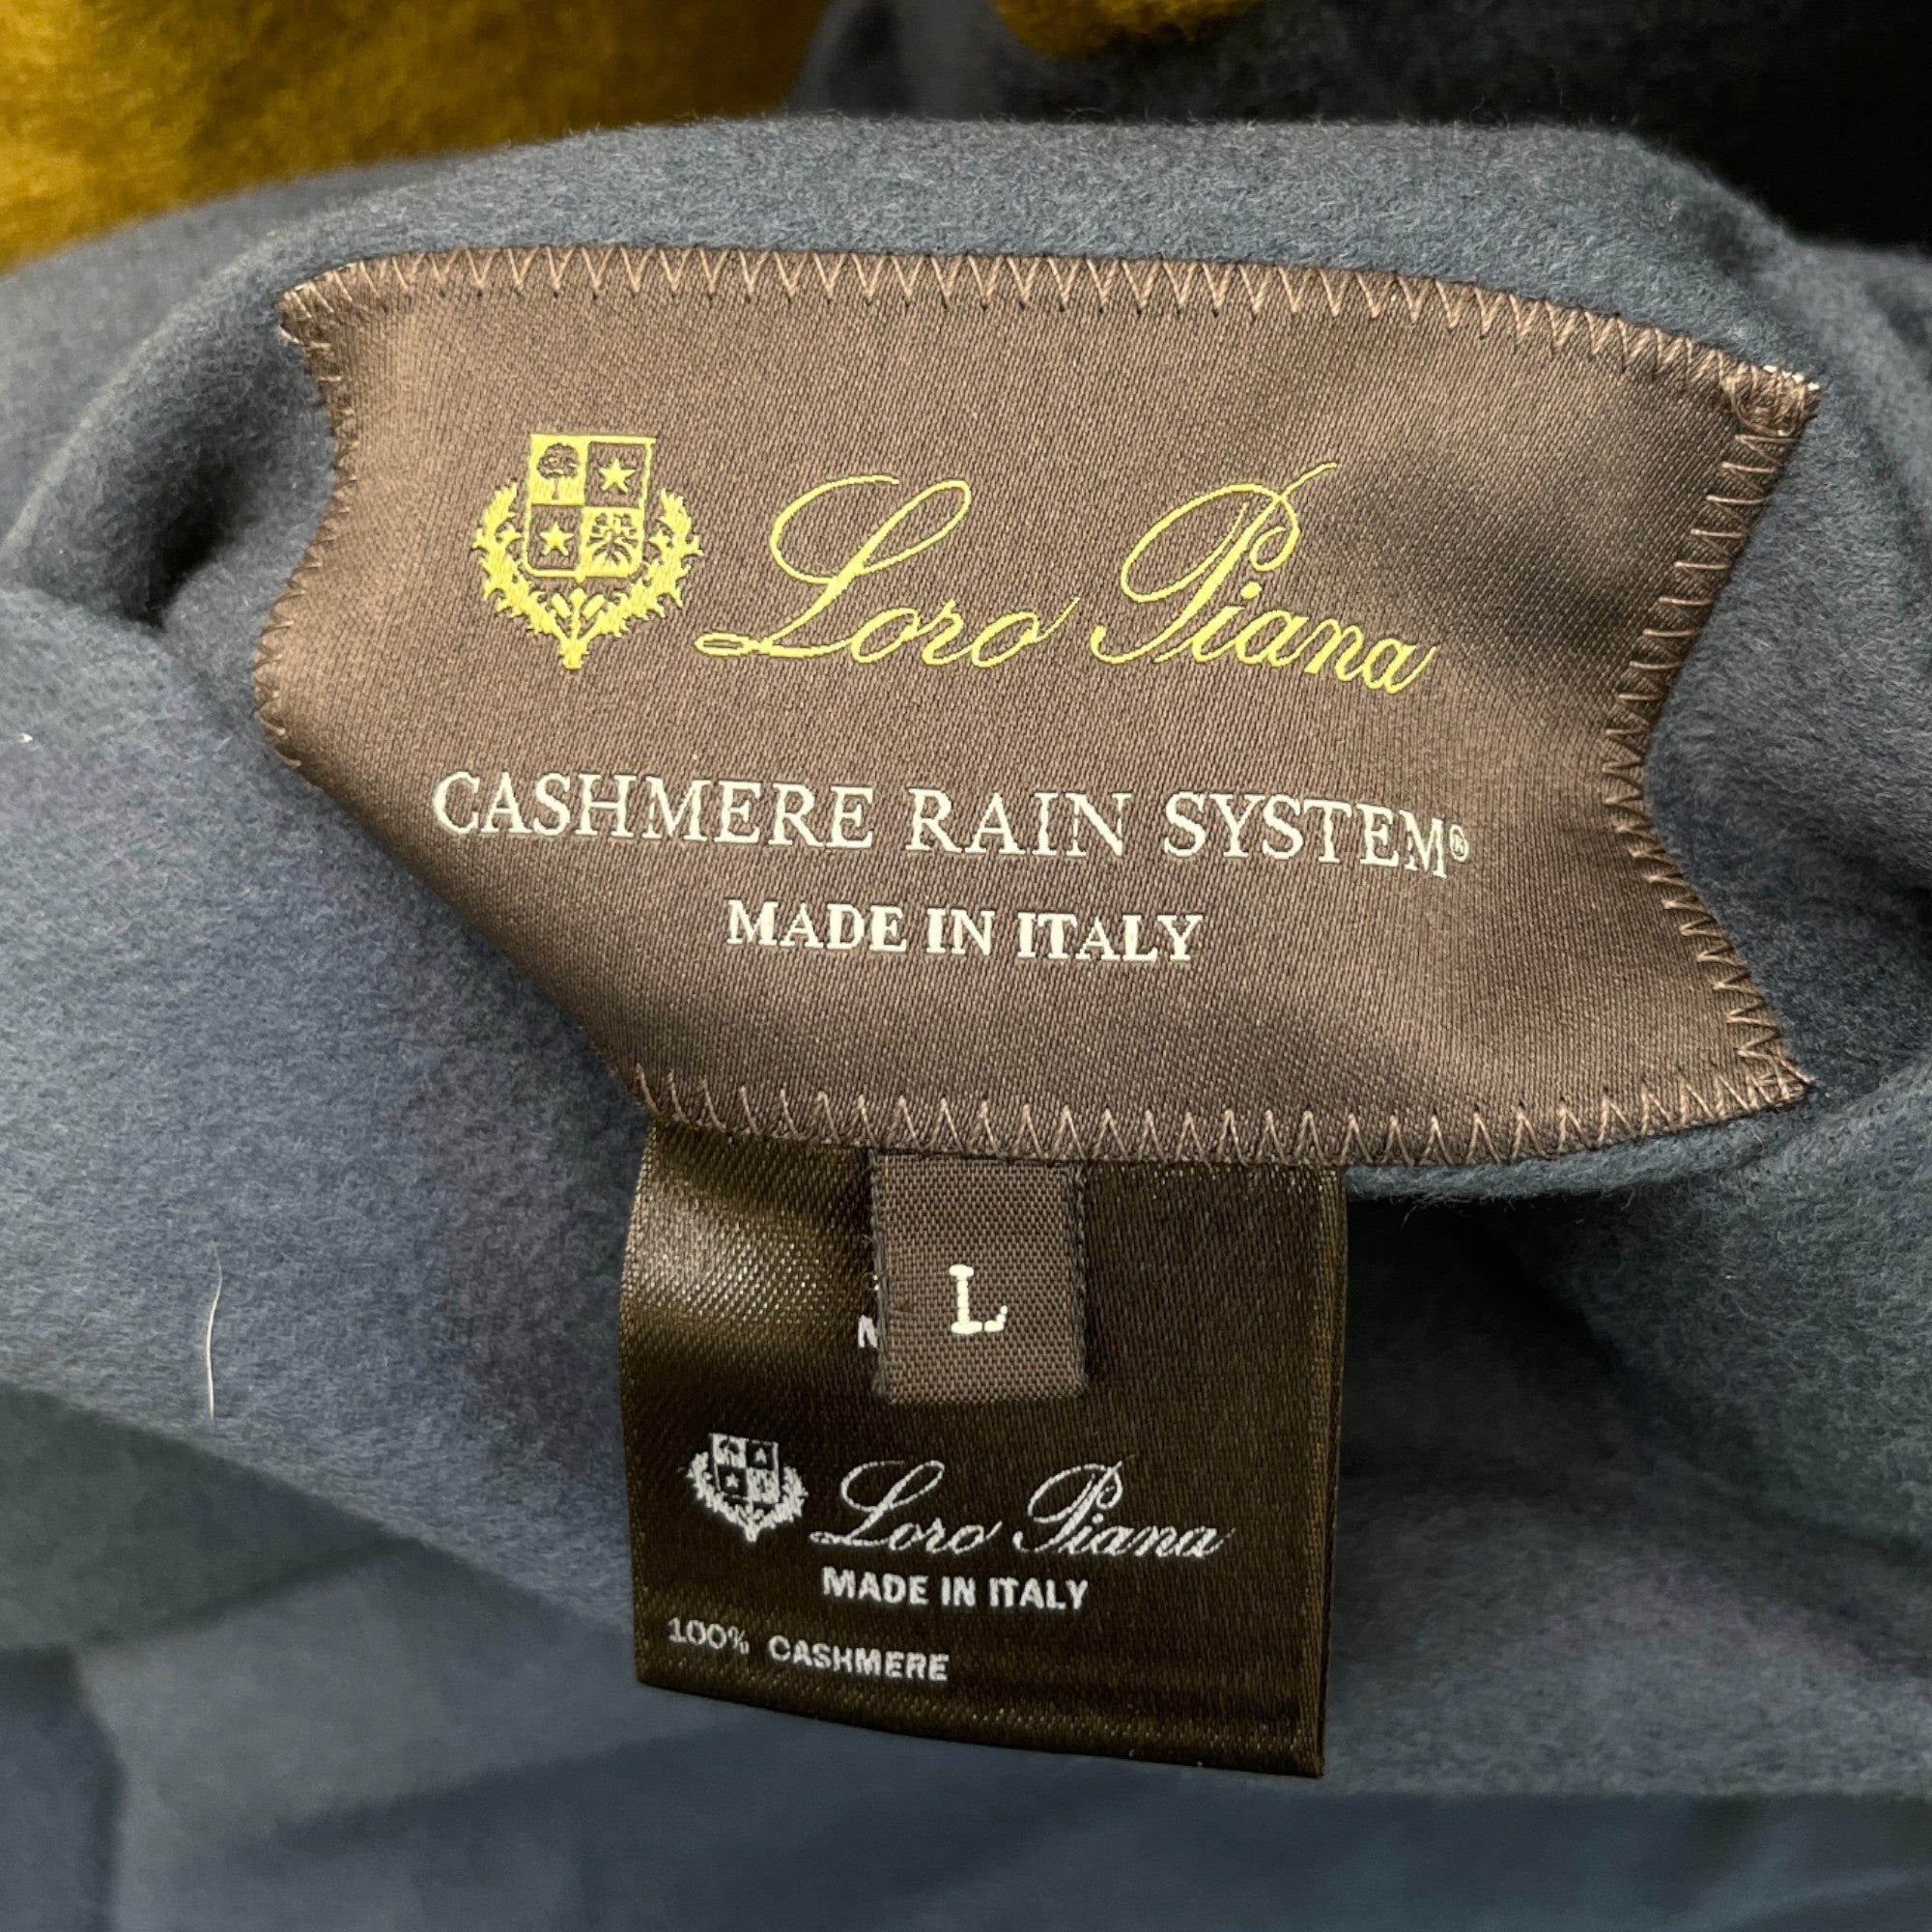 Loro Piana
CASHMERE RAIN SYSTEM®
MADE IN ITALY
L
Loro Piana
MADE IN ITALY
100% CASHMERE